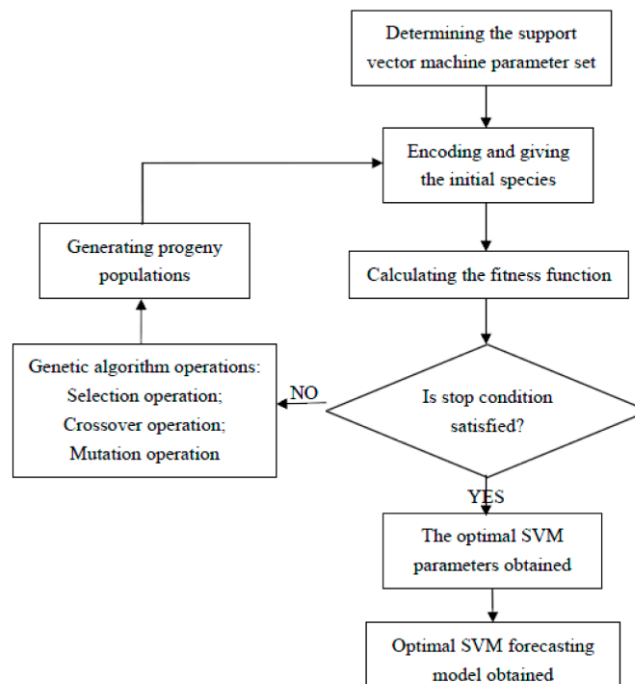 Determining the support
vector machine parameter set
Encoding and giving
the initial species
Generating progeny
populations
Calculating the fitness function
Genetic algorithm operations:
Selection operation;
Crossover operation;
Mutation operation
NO
Is stop condition
satisfied?
YES
The optimal SVM
parameters obtained
Optimal SVM forecasting
model obtained